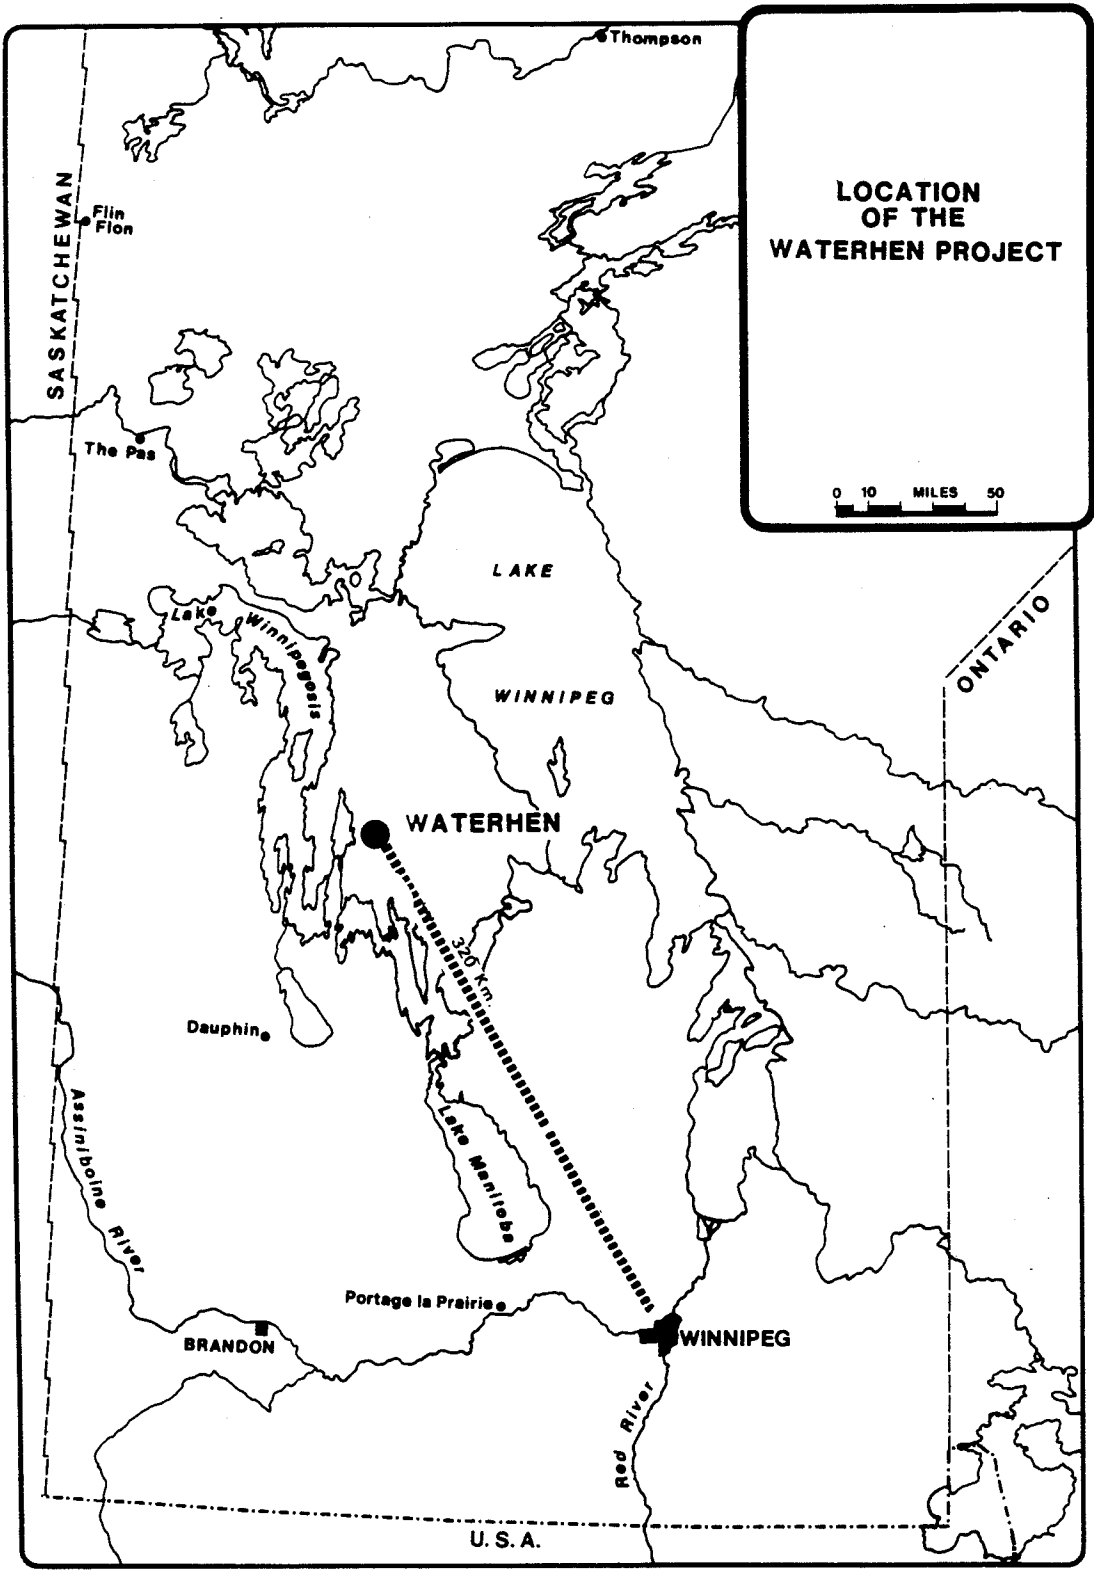 Thompson
LOCATION
OF THE
WATERHEN PROJECT
0 10 MILES 50
SASKATCHEWAN
Flin
Flon
The Pas
LAKE
WINNIPEG
ONTARIO
Lake Winnipegosis
WATERHEN
320 Km.
Dauphin
Assiniboine River
Lake Manitoba
Portage la Prairie
BRANDON
WINNIPEG
Red River
U.S.A.